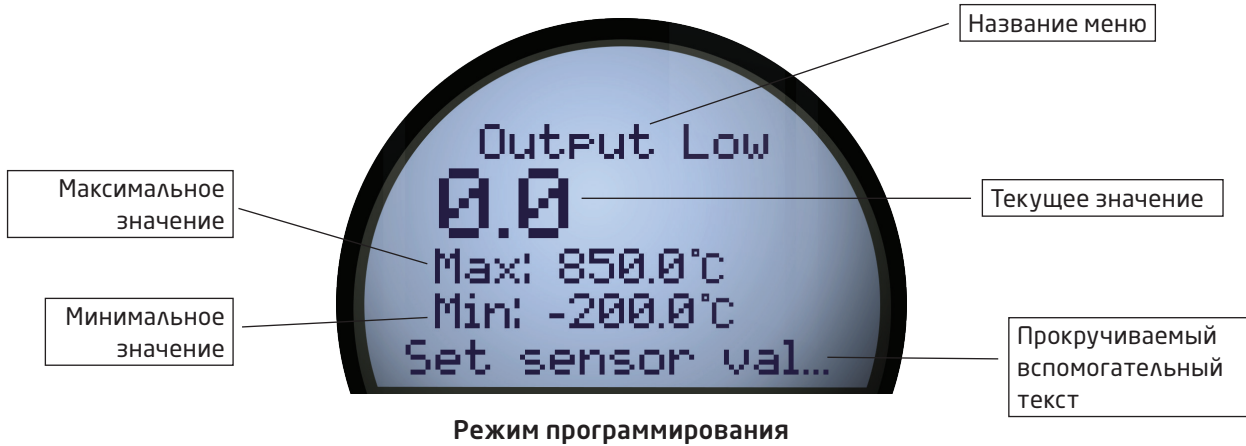 Название меню
Output Low
Максимальное
значение
0.0
Текущее значение
Max: 850.0°C
Min: -200.0°C
Минимальное
значение
Set sensor val...
Прокручиваемый
вспомогательный
текст
Режим программирования